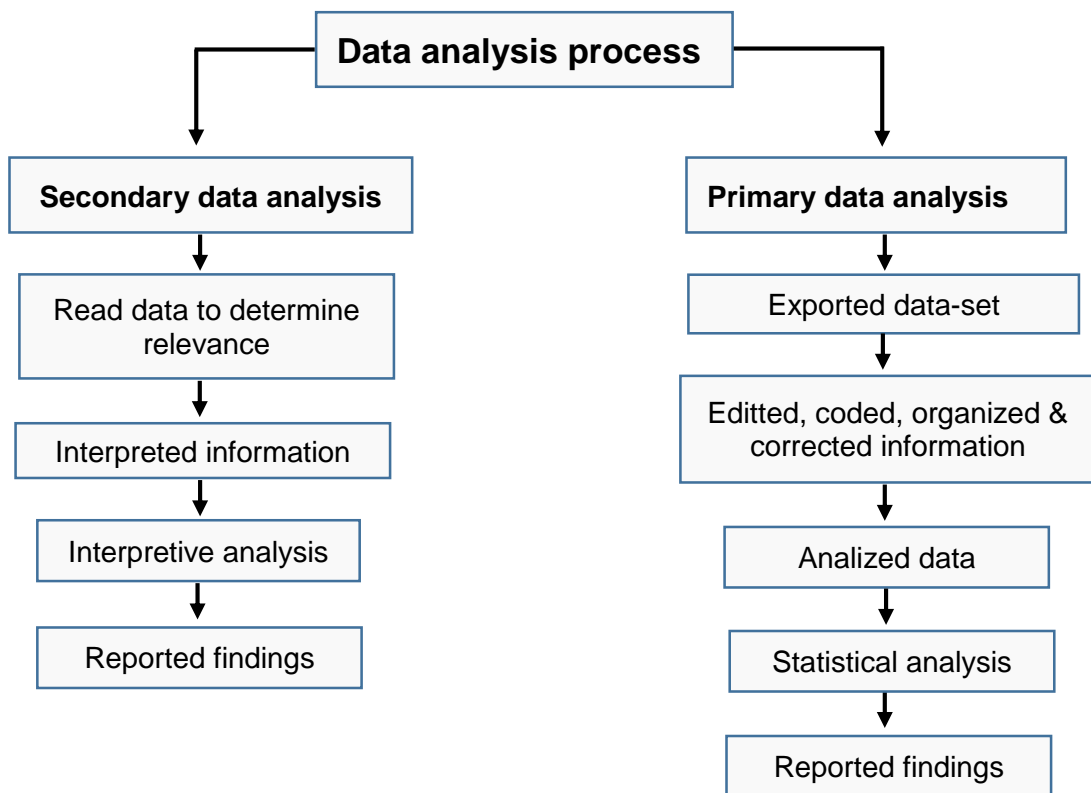 Data analysis process
Secondary data analysis
Read data to determine
relevance
Interpreted information
Interpretive analysis
Reported findings
Primary data analysis
Exported data-set
Editted, coded, organized &
corrected information
Analized data
Statistical analysis
Reported findings